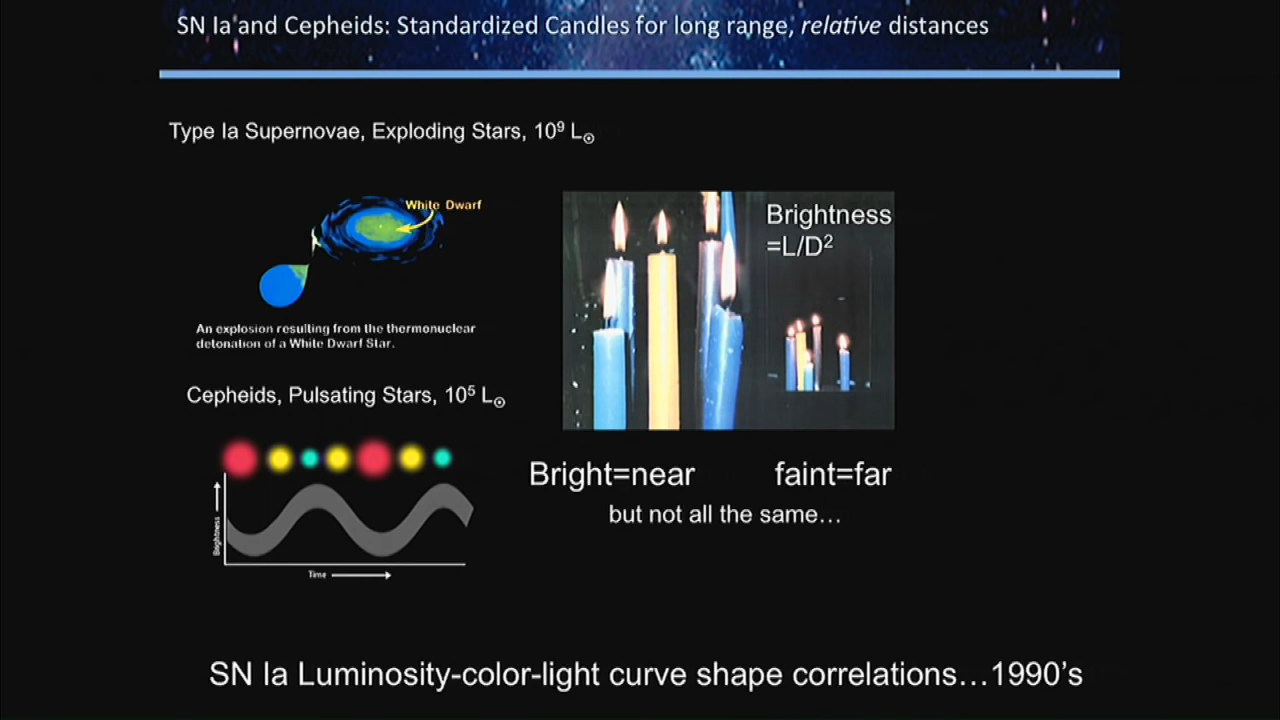 SN Ia and Cepheids: Standardized Candles for long range, relative distances
Type Ia Supernovae, Exploding Stars, 10⁹ L⊙
White Dwarf
An explosion resulting from the thermonuclear
detonation of a White Dwarf Star.
Brightness
=L/D²
Cepheids, Pulsating Stars, 10⁵ L⊙
Brightness
Time
Bright=near faint=far
but not all the same…
SN Ia Luminosity-color-light curve shape correlations…1990's